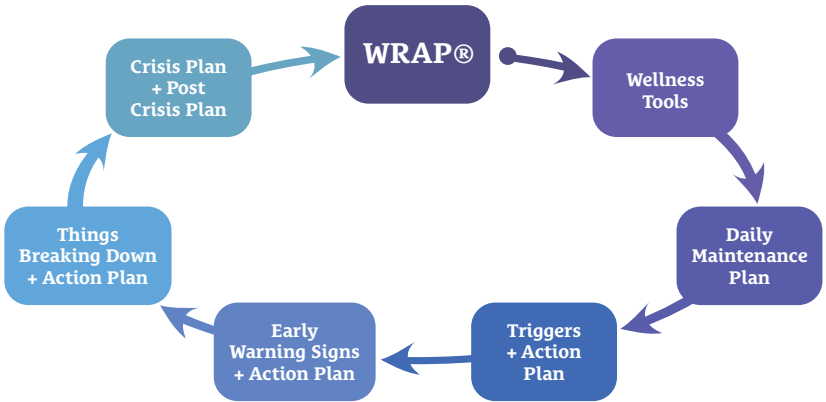 WRAP®
Wellness
Tools
Daily
Maintenance
Plan
Triggers
+ Action
Plan
Early
Warning Signs
+ Action Plan
Things
Breaking Down
+ Action Plan
Crisis Plan
+ Post
Crisis Plan